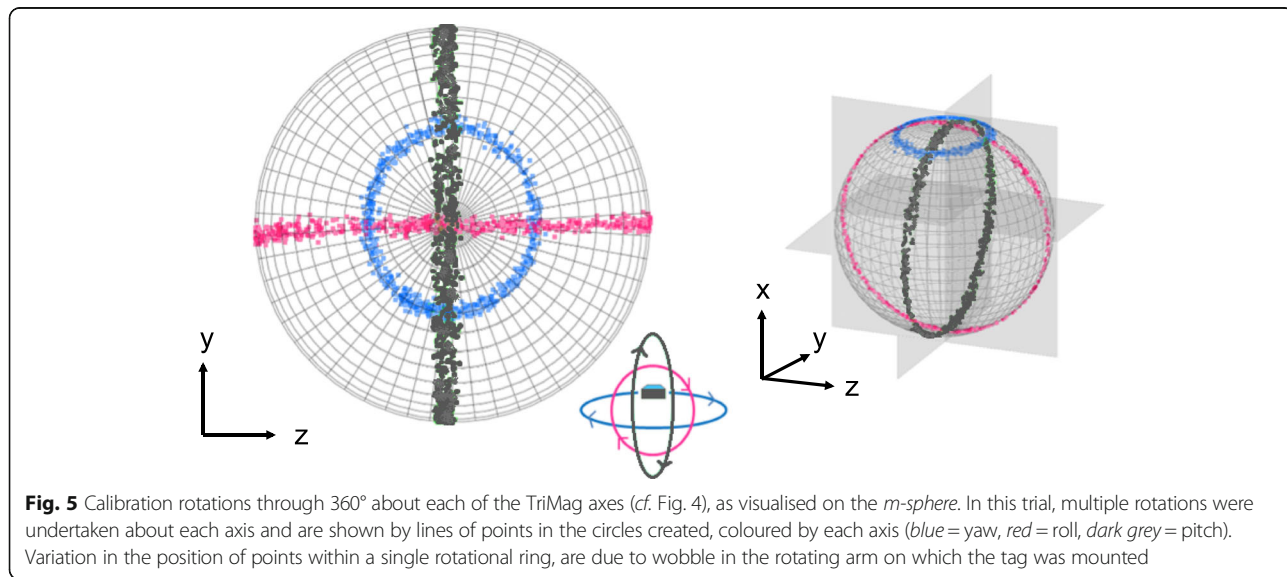 y
z
x
y
z
Fig. 5 Calibration rotations through 360° about each of the TriMag axes (cf. Fig. 4), as visualised on the m-sphere. In this trial, multiple rotations were
undertaken about each axis and are shown by lines of points in the circles created, coloured by each axis (blue = yaw, red = roll, dark grey = pitch).
Variation in the position of points within a single rotational ring, are due to wobble in the rotating arm on which the tag was mounted